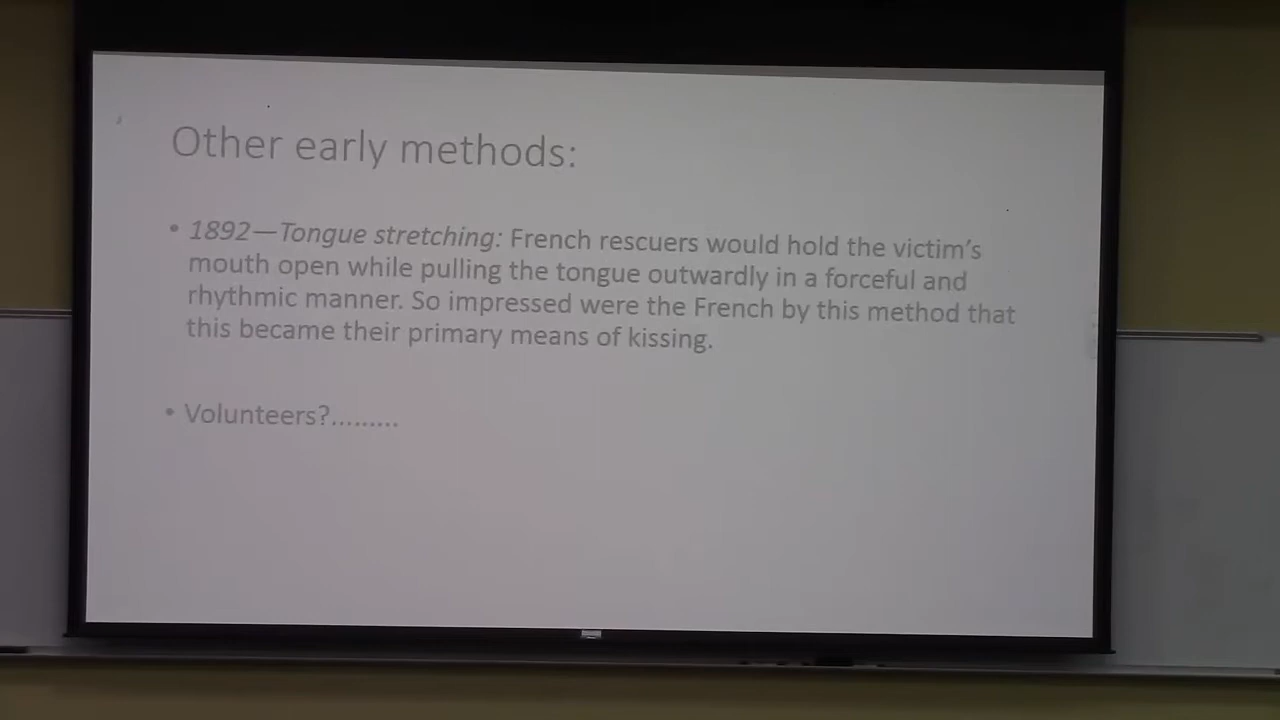 Other early methods:
• 1892—Tongue stretching: French rescuers would hold the victim's
mouth open while pulling the tongue outwardly in a forceful and
rhythmic manner. So impressed were the French by this method that
this became their primary means of kissing.
• Volunteers?.........